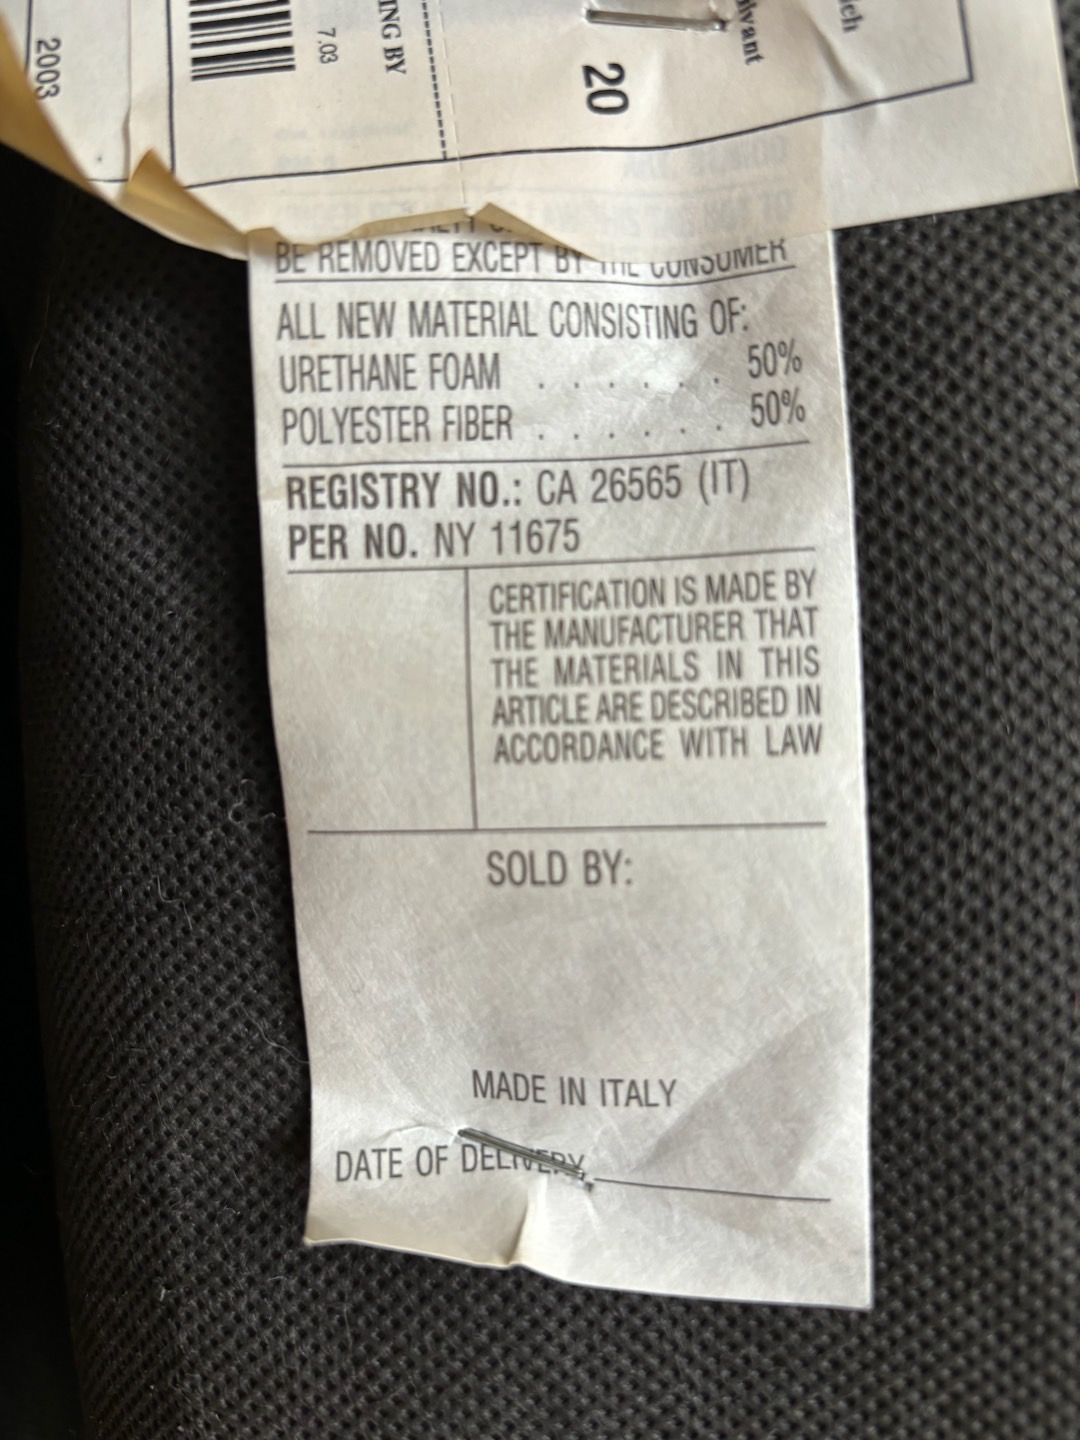 2003
7.03
ING BY
20
BE REMOVED EXCEPT BY THE CONSUMER
ALL NEW MATERIAL CONSISTING OF:
URETHANE FOAM . . . . . . 50%
POLYESTER FIBER . . . . . . 50%
REGISTRY NO.: CA 26565 (IT)
PER NO. NY 11675
CERTIFICATION IS MADE BY
THE MANUFACTURER THAT
THE MATERIALS IN THIS
ARTICLE ARE DESCRIBED IN
ACCORDANCE WITH LAW
SOLD BY:
MADE IN ITALY
DATE OF DELIVERY